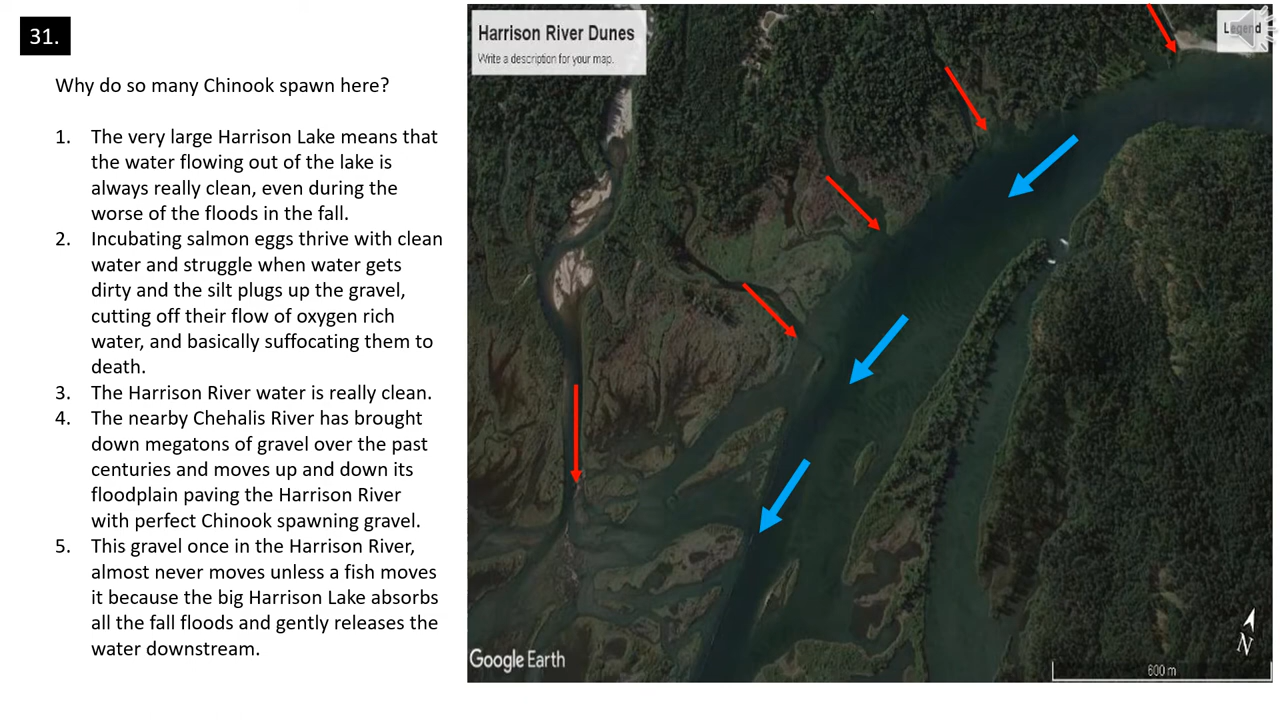 31.
Why do so many Chinook spawn here?
1. The very large Harrison Lake means that
the water flowing out of the lake is
always really clean, even during the
worse of the floods in the fall.
2. Incubating salmon eggs thrive with clean
water and struggle when water gets
dirty and the silt plugs up the gravel,
cutting off their flow of oxygen rich
water, and basically suffocating them to
death.
3. The Harrison River water is really clean.
4. The nearby Chehalis River has brought
down megatons of gravel over the past
centuries and moves up and down its
floodplain paving the Harrison River
with perfect Chinook spawning gravel.
5. This gravel once in the Harrison River,
almost never moves unless a fish moves
it because the big Harrison Lake absorbs
all the fall floods and gently releases the
water downstream.
Harrison River Dunes
Write a description for your map.
Legend
Google Earth
N
600 m